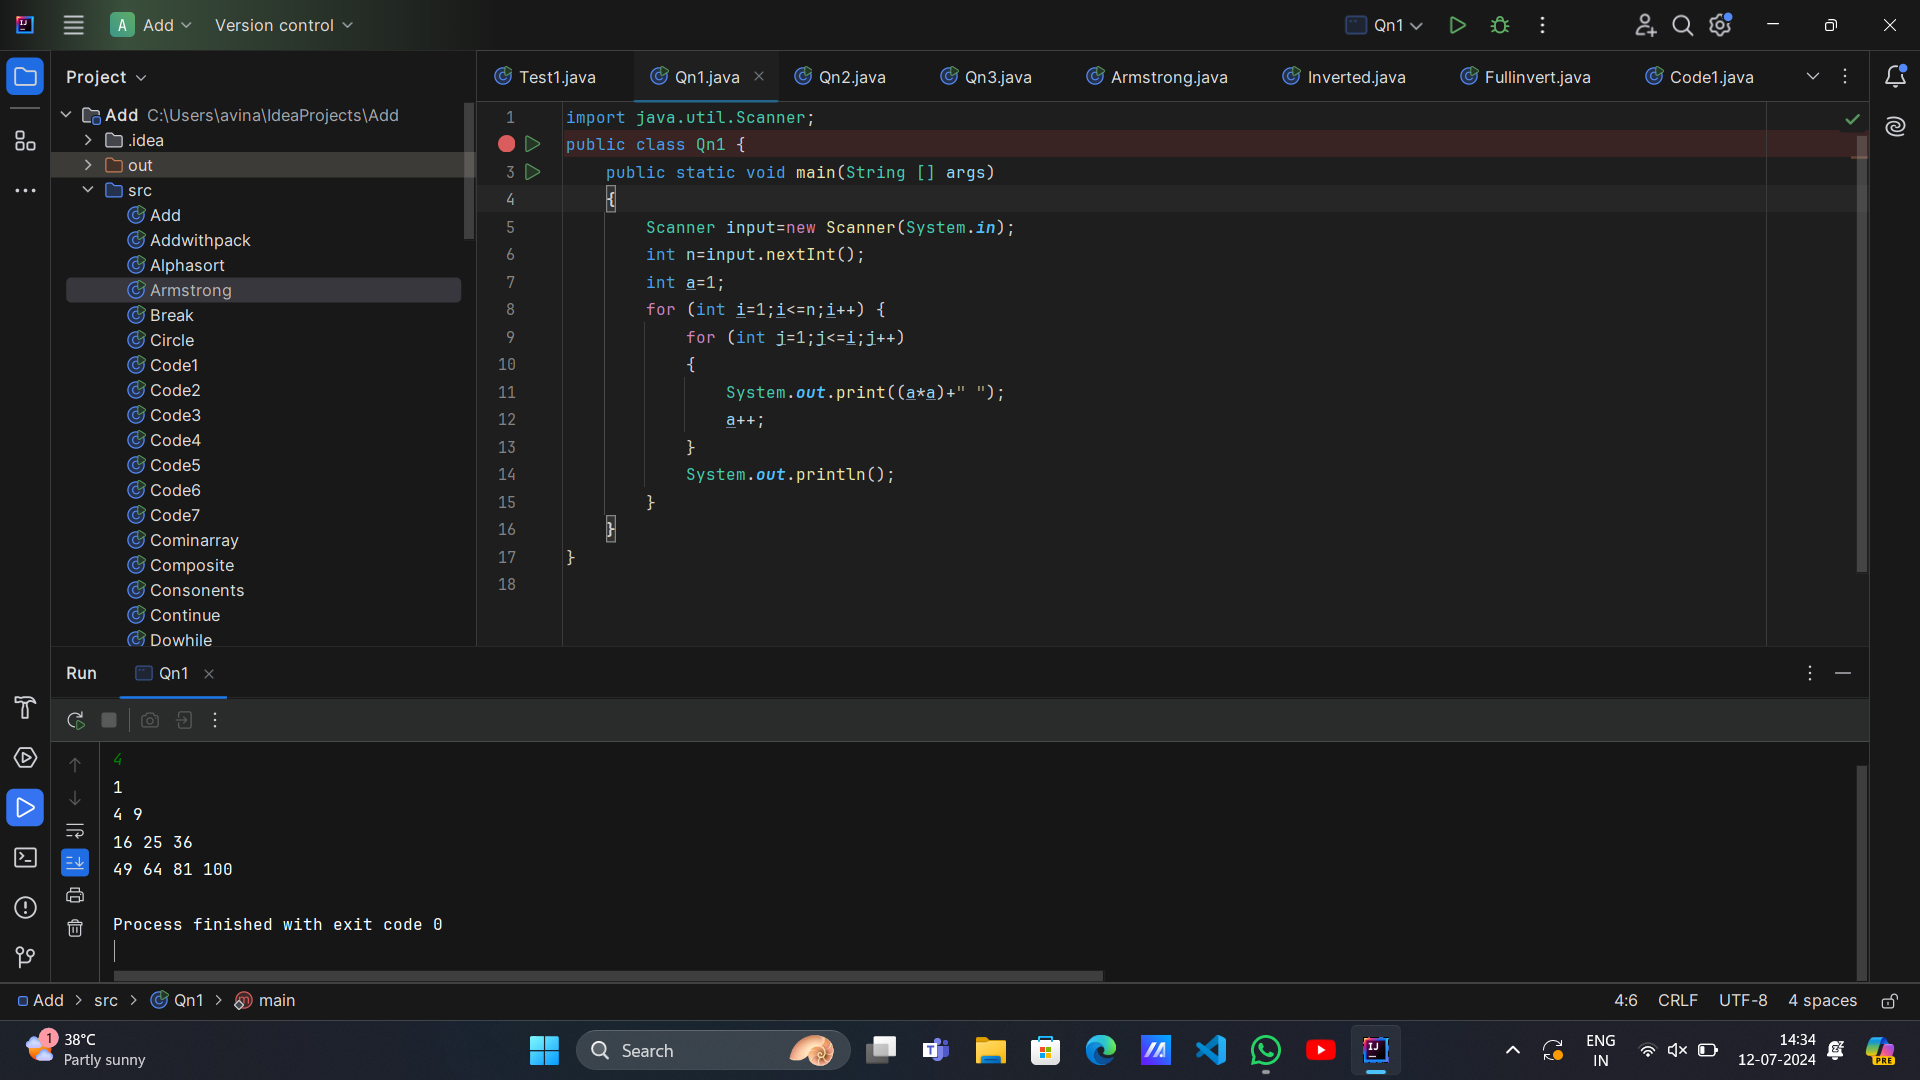 A Add Version control Qn1
Project
Add C:\Users\avina\IdeaProjects\Add
.idea
out
src
Add
Addwithpack
Alphasort
Armstrong
Break
Circle
Code1
Code2
Code3
Code4
Code5
Code6
Code7
Cominarray
Composite
Consonents
Continue
Dowhile
Test1.java Qn1.java Qn2.java Qn3.java Armstrong.java Inverted.java Fullinvert.java Code1.java
1 import java.util.Scanner;
public class Qn1 {
3 public static void main(String [] args)
4 {
5 Scanner input=new Scanner(System.in);
6 int n=input.nextInt();
7 int a=1;
8 for (int i=1;i<=n;i++) {
9 for (int j=1;j<=i;j++)
10 {
11 System.out.print((a*a)+" ");
12 a++;
13 }
14 System.out.println();
15 }
16 }
17 }
18
Run Qn1
4
1
4 9
16 25 36
49 64 81 100
Process finished with exit code 0
Add > src > Qn1 > main 4:6 CRLF UTF-8 4 spaces
1 38°C
Partly sunny
Search
ENG
IN
14:34
12-07-2024
PRE